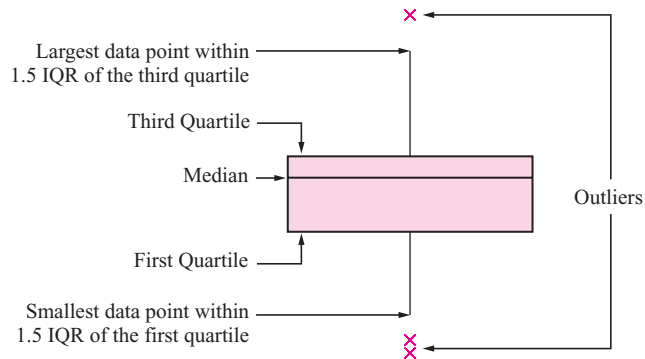 Largest data point within
1.5 IQR of the third quartile
Third Quartile
Median
Outliers
First Quartile
Smallest data point within
1.5 IQR of the first quartile